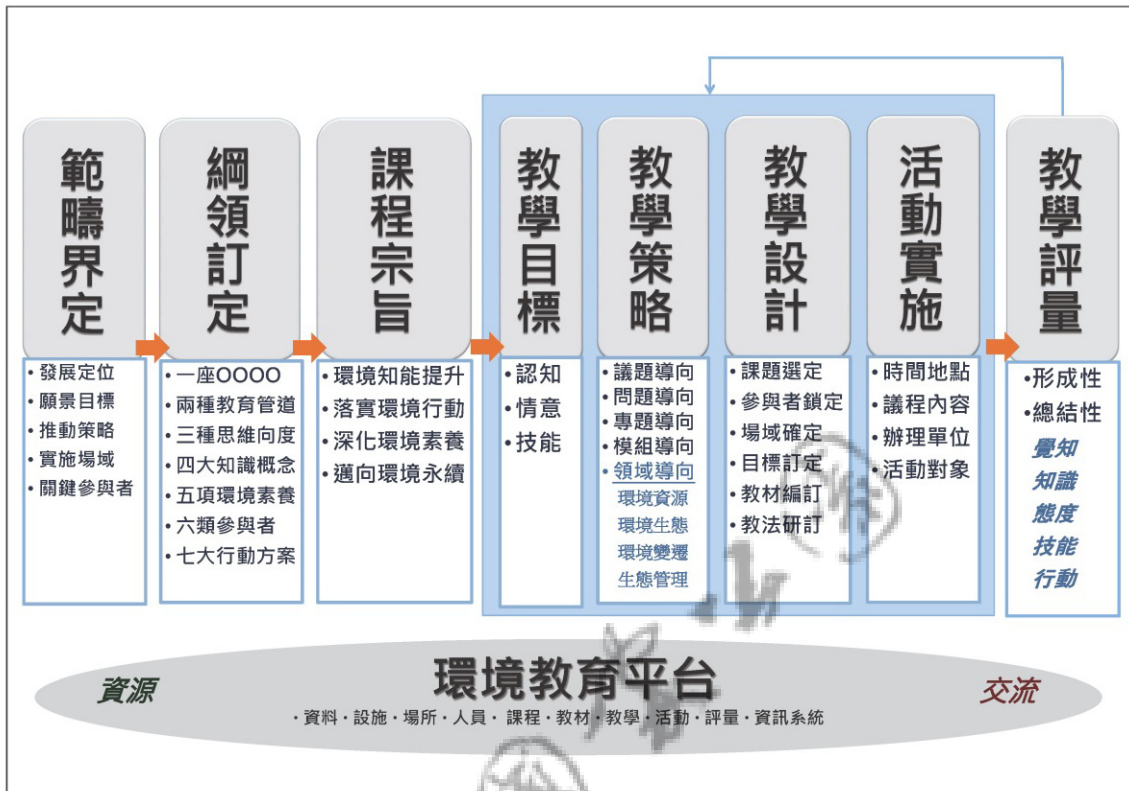 範疇界定
• 發展定位
• 願景目標
• 推動策略
• 實施場域
• 關鍵參與者
綱領訂定
• 一座OOOO
• 兩種教育管道
• 三種思維向度
• 四大知識概念
• 五項環境素養
• 六類參與者
• 七大行動方案
課程宗旨
• 環境知能提升
• 落實環境行動
• 深化環境素養
• 邁向環境永續
教學目標
• 認知
• 情意
• 技能
教學策略
• 議題導向
• 問題導向
• 專題導向
• 模組導向
• 領域導向
環境資源
環境生態
環境變遷
生態管理
教學設計
• 課題選定
• 參與者鎖定
• 場域確定
• 目標訂定
• 教材編訂
• 教法研訂
活動實施
• 時間地點
• 議程內容
• 辦理單位
• 活動對象
教學評量
• 形成性
• 總結性
覺知
知識
態度
技能
行動
環境教育平台
資源
交流
· 資料 · 設施 · 場所 · 人員 · 課程 · 教材 · 教學 · 活動 · 評量 · 資訊系統